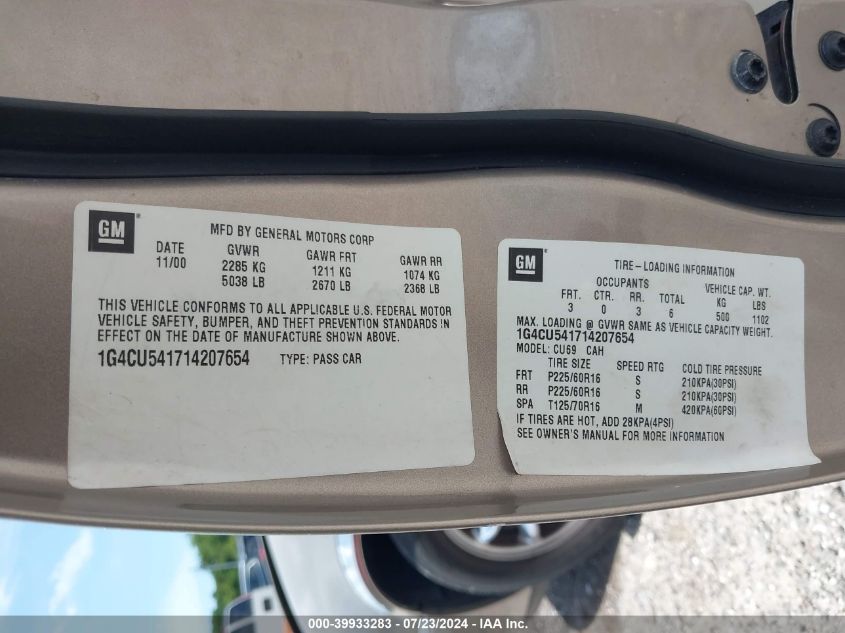 GM
MFD BY GENERAL MOTORS CORP
DATE GVWR GAWR FRT GAWR RR
11/00 2285 KG 1211 KG 1074 KG
5038 LB 2670 LB 2368 LB
THIS VEHICLE CONFORMS TO ALL APPLICABLE U.S. FEDERAL MOTOR
VEHICLE SAFETY, BUMPER, AND THEFT PREVENTION STANDARDS IN
EFFECT ON THE DATE OF MANUFACTURE SHOWN ABOVE.
1G4CU541714207654 TYPE: PASS CAR
GM
TIRE-LOADING INFORMATION
OCCUPANTS VEHICLE CAP. WT.
FRT. CTR. RR. TOTAL KG LBS
3 0 3 6 500 1102
MAX. LOADING @ GVWR SAME AS VEHICLE CAPACITY WEIGHT.
1G4CU541714207654
MODEL: CU69 CAH
TIRE SIZE SPEED RTG COLD TIRE PRESSURE
FRT P225/60R16 S 210KPA(30PSI)
RR P225/60R16 S 210KPA(30PSI)
SPA T125/70R16 M 420KPA(60PSI)
IF TIRES ARE HOT, ADD 28KPA(4PSI)
SEE OWNER'S MANUAL FOR MORE INFORMATION
000-39933283 - 07/23/2024 - IAA Inc.